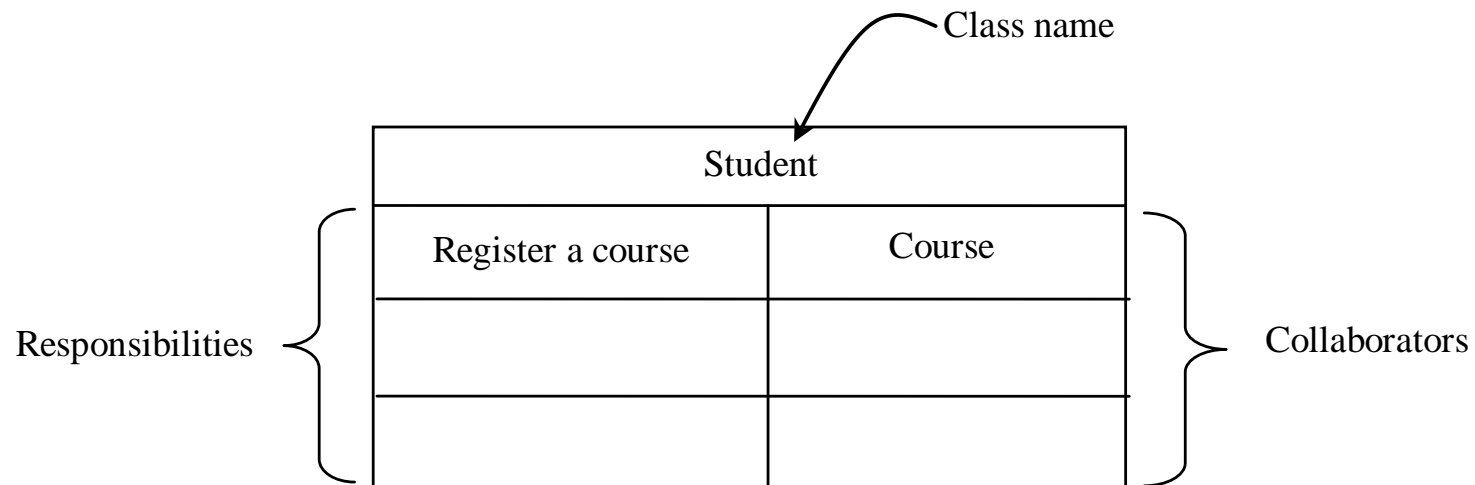 Class name
Student
Register a course
Course
Responsibilities
Collaborators